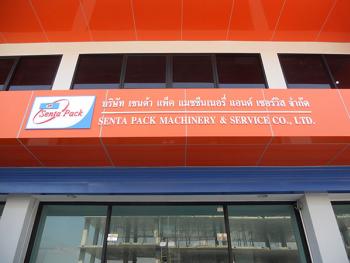 Senta Pack
บริษัท เซนต้า แพ็ค แมชชีนเนอรี่ แอนด์ เซอร์วิส จำกัด
SENTA PACK MACHINERY & SERVICE CO., LTD.